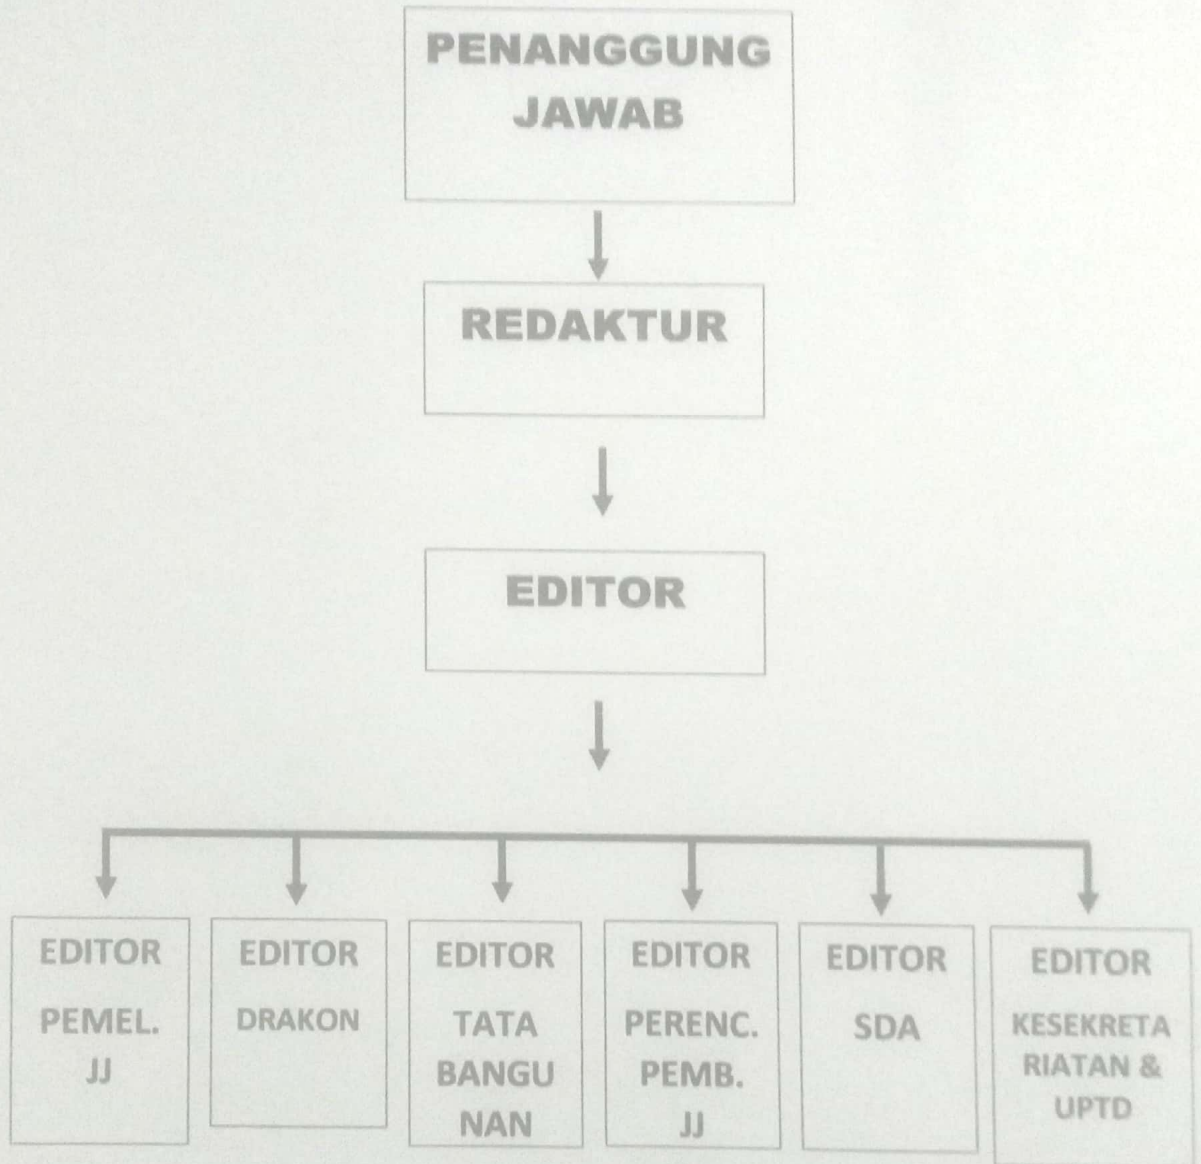 PENANGGUNG
JAWAB
REDAKTUR
EDITOR
EDITOR
PEMEL.
JJ
EDITOR
DRAKON
EDITOR
TATA
BANGU
NAN
EDITOR
PERENC.
PEMB.
JJ
EDITOR
SDA
EDITOR
KESEKRETA
RIATAN &
UPTD